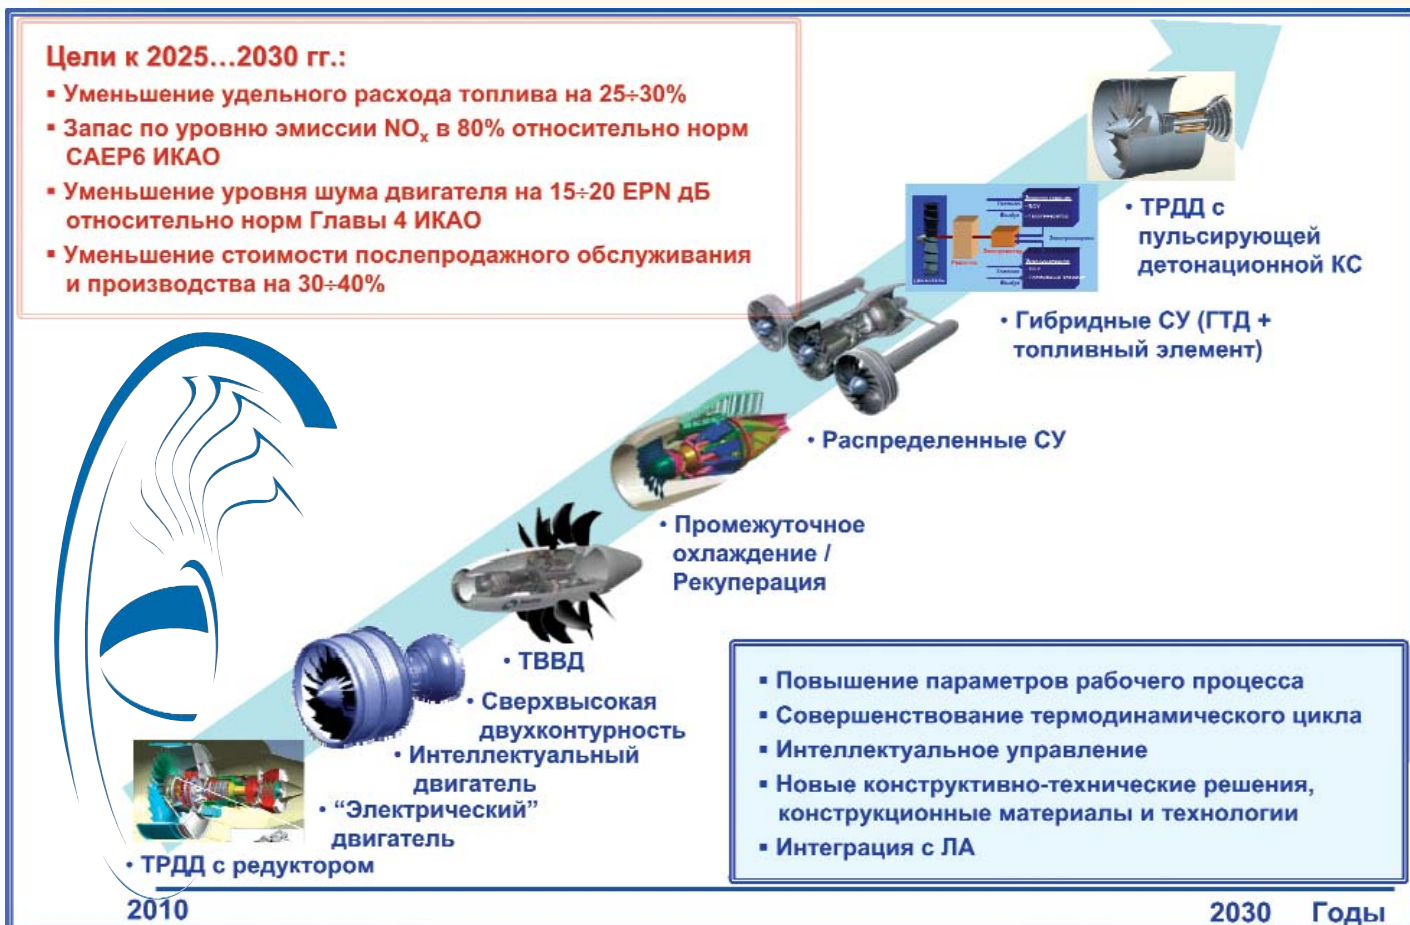 Цели к 2025...2030 гг.:
▪ Уменьшение удельного расхода топлива на 25÷30%
▪ Запас по уровню эмиссии NOx в 80% относительно норм
САЕР6 ИКАО
▪ Уменьшение уровня шума двигателя на 15÷20 EPN дБ
относительно норм Главы 4 ИКАО
▪ Уменьшение стоимости послепродажного обслуживания
и производства на 30÷40%
• ТРДД с
пульсирующей
детонационной КС
• Гибридные СУ (ГТД +
топливный элемент)
• Распределенные СУ
• Промежуточное
охлаждение /
Рекуперация
• ТВВД
• Сверхвысокая
двухконтурность
• Интеллектуальный
двигатель
• “Электрический”
двигатель
• ТРДД с редуктором
▪ Повышение параметров рабочего процесса
▪ Совершенствование термодинамического цикла
▪ Интеллектуальное управление
▪ Новые конструктивно-технические решения,
конструкционные материалы и технологии
▪ Интеграция с ЛА
2010
2030 Годы